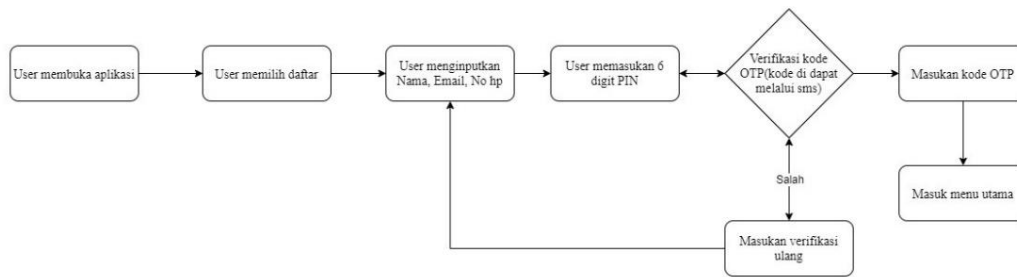 User membuka aplikasi
User memilih daftar
User menginputkan
Nama, Email, No hp
User memasukan 6
digit PIN
Verifikasi kode
OTP(kode di dapat
melalui sms)
Masukan kode OTP
Salah
Masuk menu utama
Masukan verifikasi
ulang